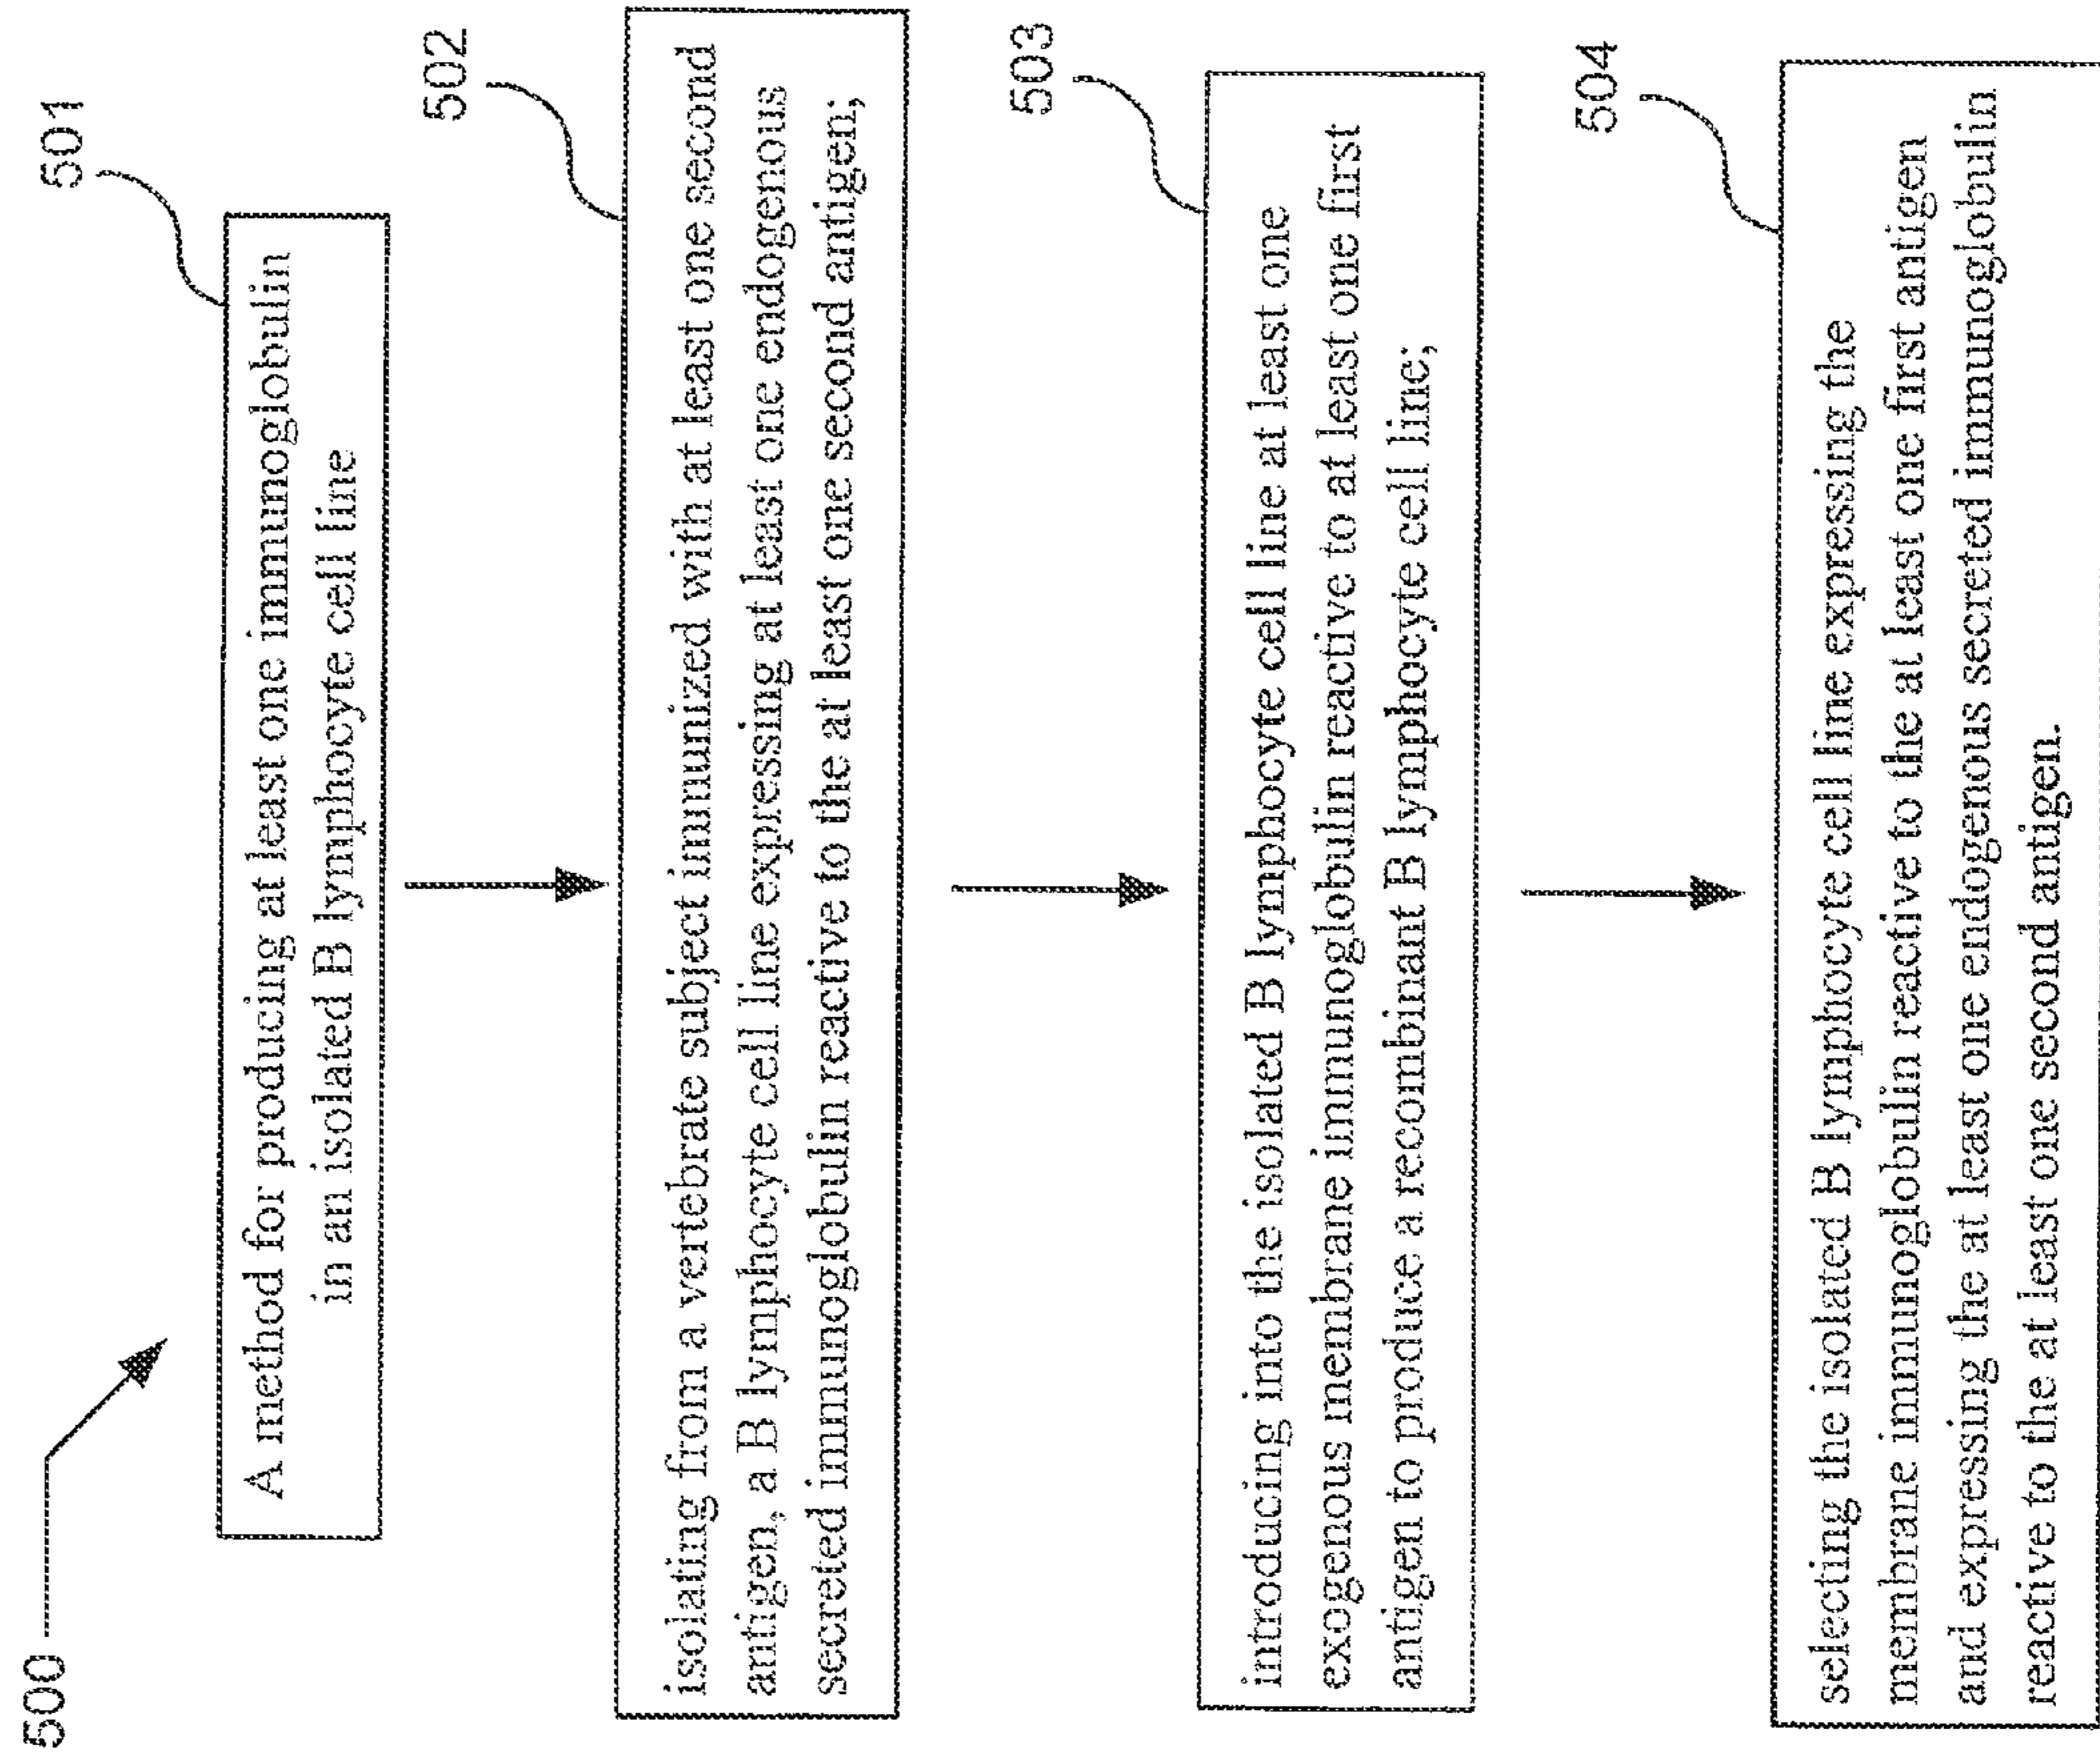 500
501
A method for producing at least one immunoglobulin
in an isolated B lymphocyte cell line
502
isolating from a vertebrate subject immunized with at least one second
antigen, a B lymphocyte cell line expressing at least one endogenous
secreted immunoglobulin reactive to the at least one second antigen;
503
introducing into the isolated B lymphocyte cell line at least one
exogenous membrane immunoglobulin reactive to at least one first
antigen to produce a recombinant B lymphocyte cell line;
504
selecting the isolated B lymphocyte cell line expressing the
membrane immunoglobulin reactive to the at least one first antigen
and expressing the at least one endogenous secreted immunoglobulin
reactive to the at least one second antigen.